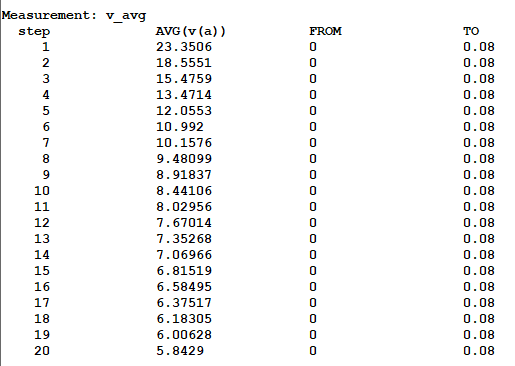 Measurement: v_avg
step AVG(v(a)) FROM TO
1 23.3506 0 0.08
2 18.5551 0 0.08
3 15.4759 0 0.08
4 13.4714 0 0.08
5 12.0553 0 0.08
6 10.992 0 0.08
7 10.1576 0 0.08
8 9.48099 0 0.08
9 8.91837 0 0.08
10 8.44106 0 0.08
11 8.02956 0 0.08
12 7.67014 0 0.08
13 7.35268 0 0.08
14 7.06966 0 0.08
15 6.81519 0 0.08
16 6.58495 0 0.08
17 6.37517 0 0.08
18 6.18305 0 0.08
19 6.00628 0 0.08
20 5.8429 0 0.08